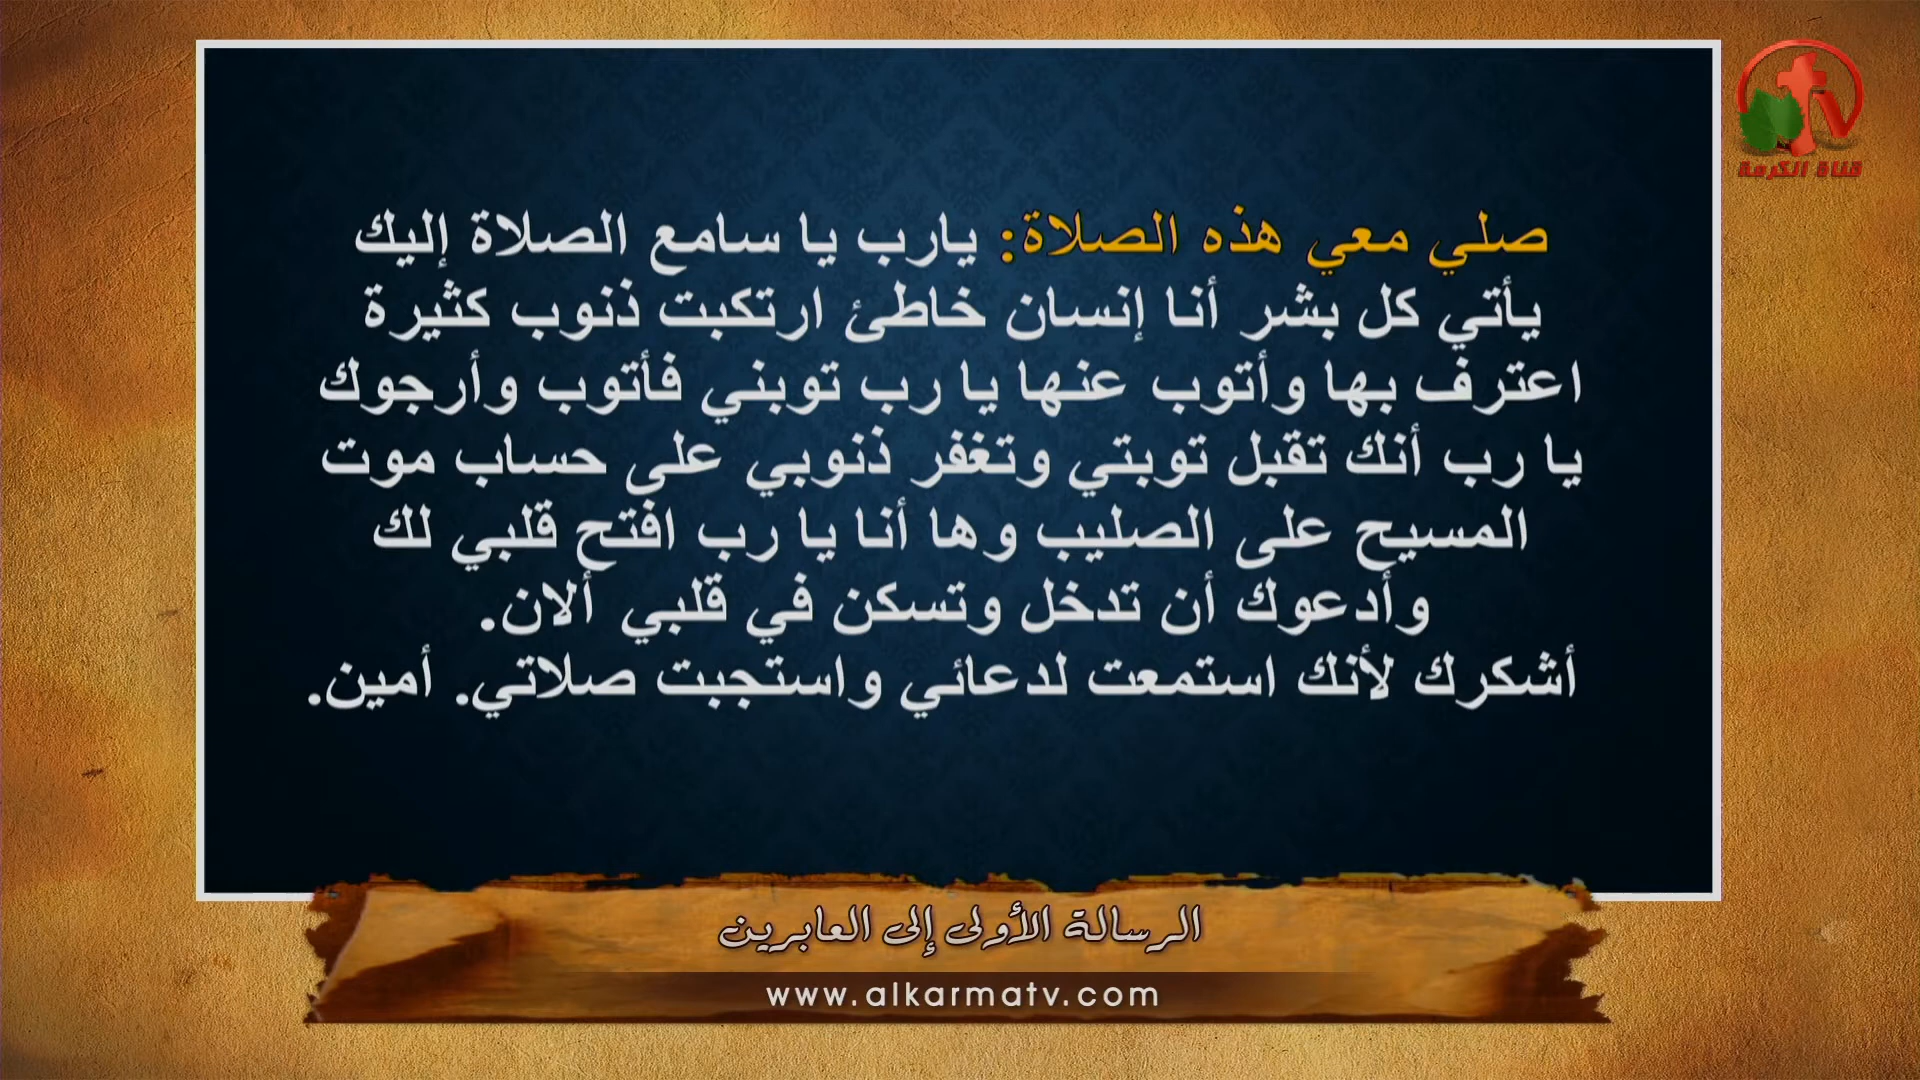 قناة الكرمة
صلي معي هذه الصلاة: يارب يا سامع الصلاة إليك
يأتي كل بشر أنا إنسان خاطئ ارتكبت ذنوب كثيرة
اعترف بها وأتوب عنها يا رب توبني فأتوب وأرجوك
يا رب أنك تقبل توبتي وتغفر ذنوبي على حساب موت
المسيح على الصليب وها أنا يا رب افتح قلبي لك
وأدعوك أن تدخل وتسكن في قلبي ألان.
أشكرك لأنك استمعت لدعائي واستجبت صلاتي. أمين.
الرسالة الأولى إلى العابرين
www.alkarmatv.com